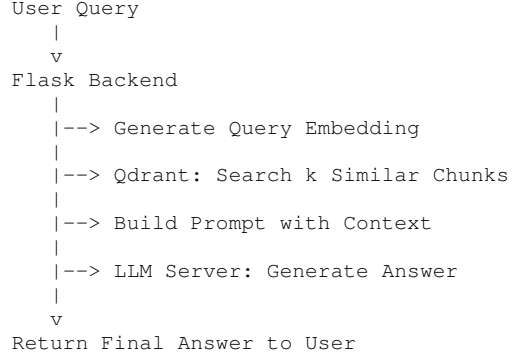 User Query
   |
   v
Flask Backend
   |
   |--> Generate Query Embedding
   |
   |--> Qdrant: Search k Similar Chunks
   |
   |--> Build Prompt with Context
   |
   |--> LLM Server: Generate Answer
   |
   v
Return Final Answer to User